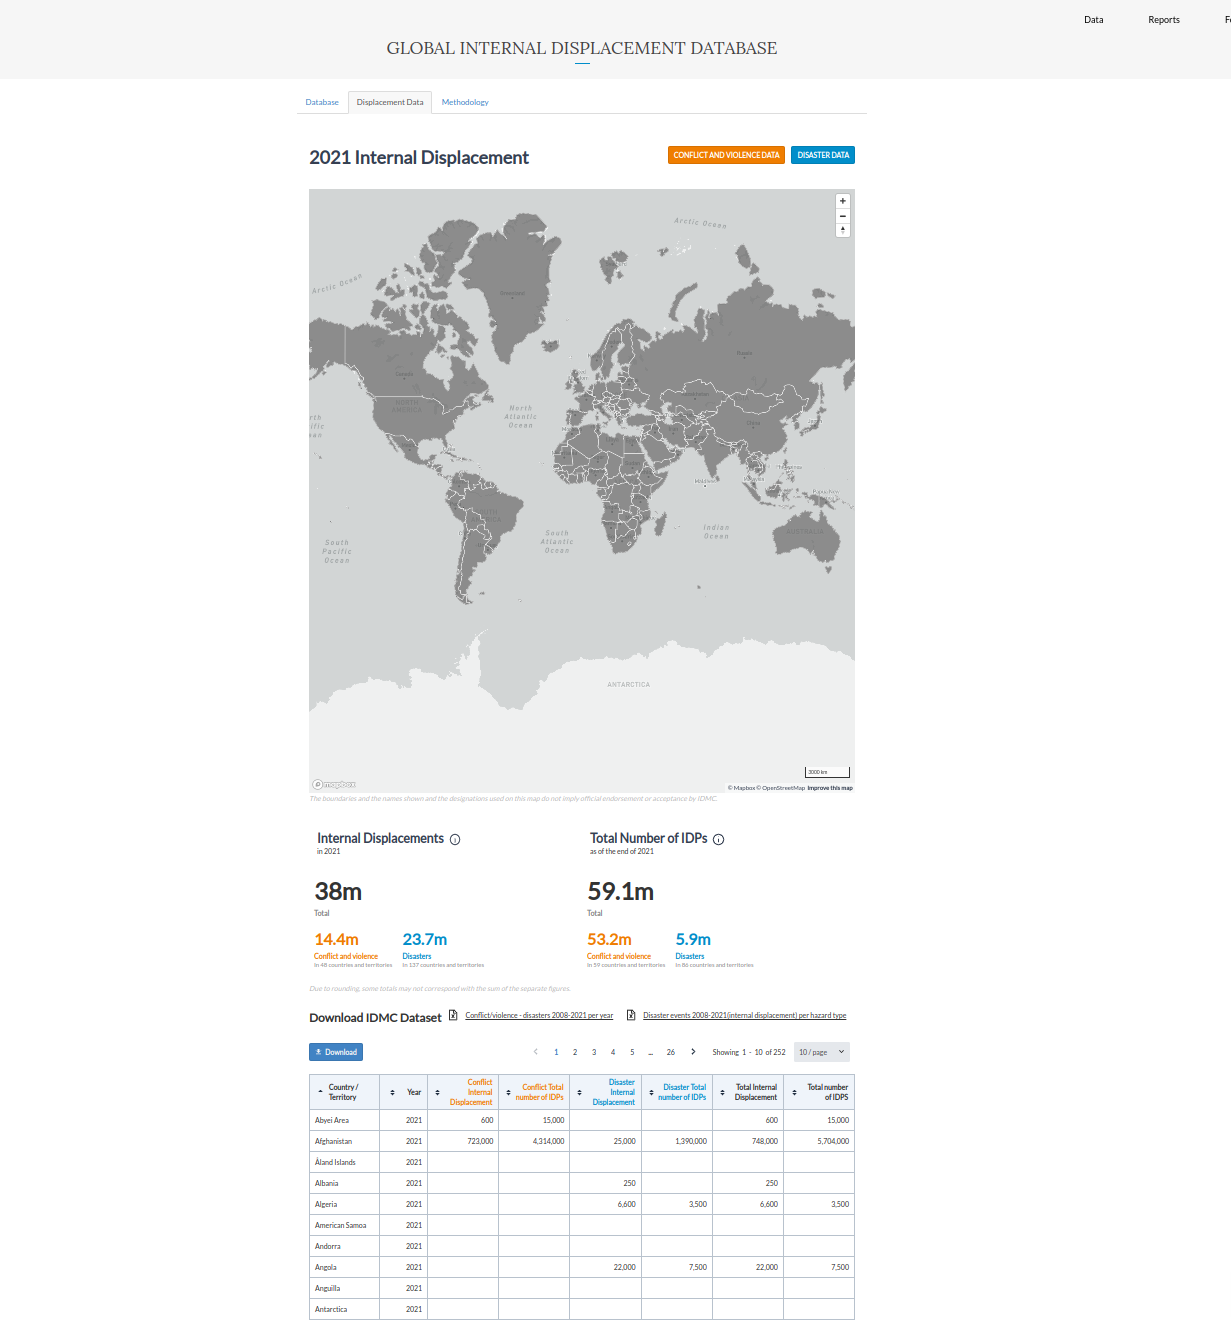 Data Reports
GLOBAL INTERNAL DISPLACEMENT DATABASE
Database Displacement Data Methodology
2021 Internal Displacement CONFLICT AND VIOLENCE DATA DISASTER DATA
+
−
Arctic Ocean
Arctic Ocean
Russia
Canada
NORTH
AMERICA
North
Atlantic
Ocean
China
Philippines
Maldives
Malaysia
Papua New
South
Pacific
Ocean
South
Atlantic
Ocean
Indian
Ocean
AUSTRALIA
ANTARCTICA
3000 km
mapbox
© Mapbox © OpenStreetMap Improve this map
The boundaries and the names shown and the designations used on this map do not imply official endorsement or acceptance by IDMC.
Internal Displacements Total Number of IDPs
in 2021 as of the end of 2021
38m 59.1m
Total Total
14.4m 23.7m 53.2m 5.9m
Conflict and violence Disasters Conflict and violence Disasters
In 48 countries and territories In 137 countries and territories In 59 countries and territories In 86 countries and territories
Due to rounding, some totals may not correspond with the sum of the separate figures.
Download IDMC Dataset Conflict/violence - disasters 2008-2021 per year Disaster events 2008-2021(internal displacement) per hazard type
Download 1 2 3 4 5 ... 26 Showing 1 - 10 of 252 10 / page
Country / Territory Year Conflict Internal Displacement Conflict Total number of IDPs Disaster Internal Displacement Disaster Total number of IDPs Total Internal Displacement Total number of IDPS
Abyei Area 2021 600 15,000 600 15,000
Afghanistan 2021 723,000 4,314,000 25,000 1,390,000 748,000 5,704,000
Åland Islands 2021
Albania 2021 250 250
Algeria 2021 6,600 3,500 6,600 3,500
American Samoa 2021
Andorra 2021
Angola 2021 22,000 7,500 22,000 7,500
Anguilla 2021
Antarctica 2021